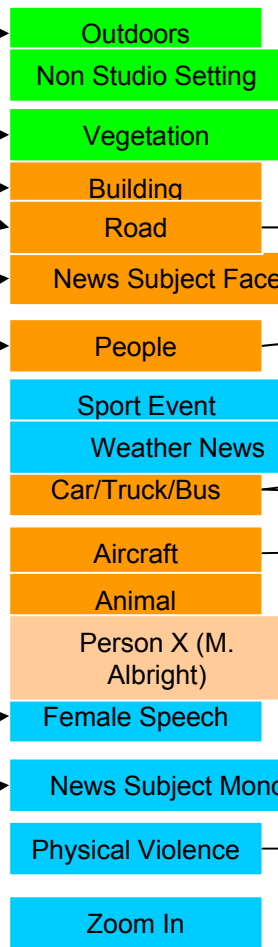 Outdoors
Non Studio Setting
Vegetation
Building
Road
News Subject Face
People
Sport Event
Weather News
Car/Truck/Bus
Aircraft
Animal
Person X (M.
Albright)
Female Speech
News Subject Mono
Physical Violence
Zoom In